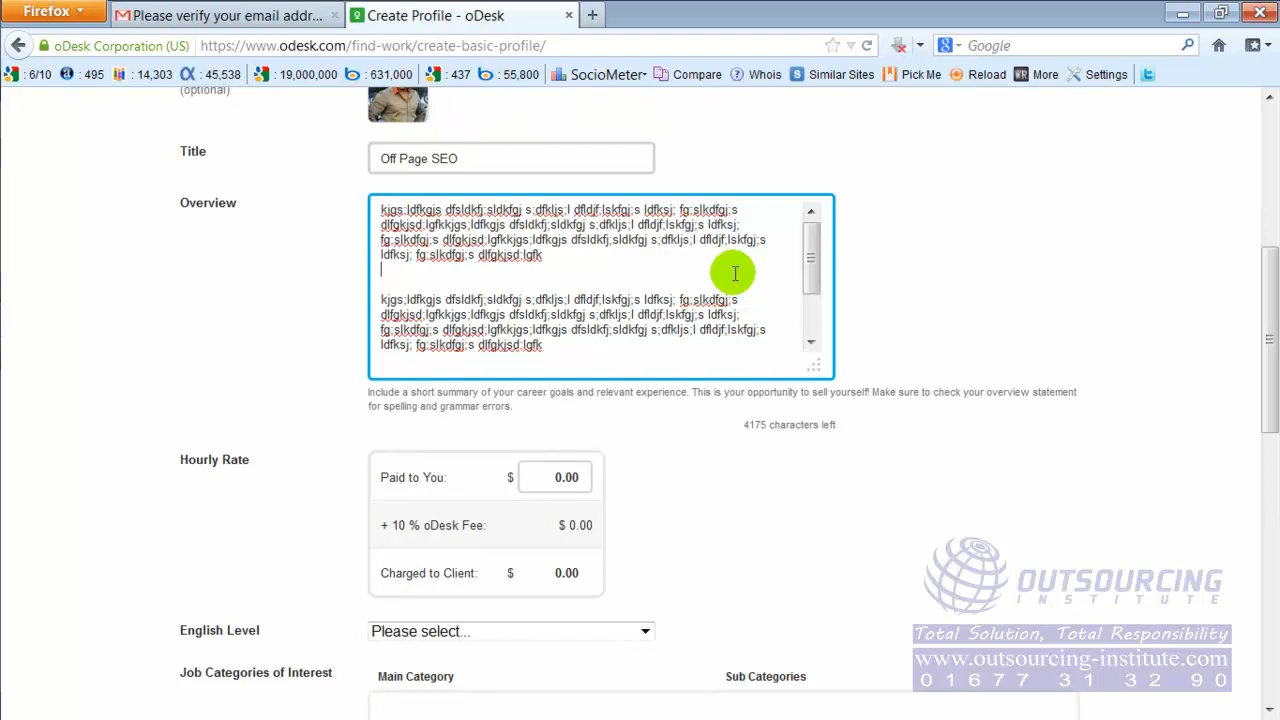 Firefox
Please verify your email addr...
Create Profile - oDesk
oDesk Corporation (US)
https://www.odesk.com/find-work/create-basic-profile/
Google
: 6/10 : 495 : 14,303 : 45,538 : 19,000,000 : 631,000 : 437 : 55,800 SocioMeter Compare Whois Similar Sites Pick Me Reload More Settings
(optional)
Title
Off Page SEO
Overview
kjgs;ldfkgjs dfsldkfj;sldkfgj s;dfkljs;l dfldjf;lskfgj;s ldfksj; fg;slkdfgj;s
dlfgkjsd;lgfkkjgs;ldfkgjs dfsldkfj;sldkfgj s;dfkljs;l dfldjf;lskfgj;s ldfksj;
fg;slkdfgj;s dlfgkjsd;lgfkkjgs;ldfkgjs dfsldkfj;sldkfgj s;dfkljs;l dfldjf;lskfgj;s
ldfksj; fg;slkdfgj;s dlfgkjsd;lgfk
kjgs;ldfkgjs dfsldkfj;sldkfgj s;dfkljs;l dfldjf;lskfgj;s ldfksj; fg;slkdfgj;s
dlfgkjsd;lgfkkjgs;ldfkgjs dfsldkfj;sldkfgj s;dfkljs;l dfldjf;lskfgj;s ldfksj;
fg;slkdfgj;s dlfgkjsd;lgfkkjgs;ldfkgjs dfsldkfj;sldkfgj s;dfkljs;l dfldjf;lskfgj;s
ldfksj; fg;slkdfgj;s dlfgkjsd;lgfk
Include a short summary of your career goals and relevant experience. This is your opportunity to sell yourself! Make sure to check your overview statement
for spelling and grammar errors.
4175 characters left
Hourly Rate
Paid to You: $ 0.00
+ 10 % oDesk Fee: $ 0.00
Charged to Client: $ 0.00
English Level
Please select...
Job Categories of Interest
Main Category
Sub Categories
OUTSOURCING
INSTITUTE
Total Solution, Total Responsibility
www.outsourcing-institute.com
01677 31 32 90